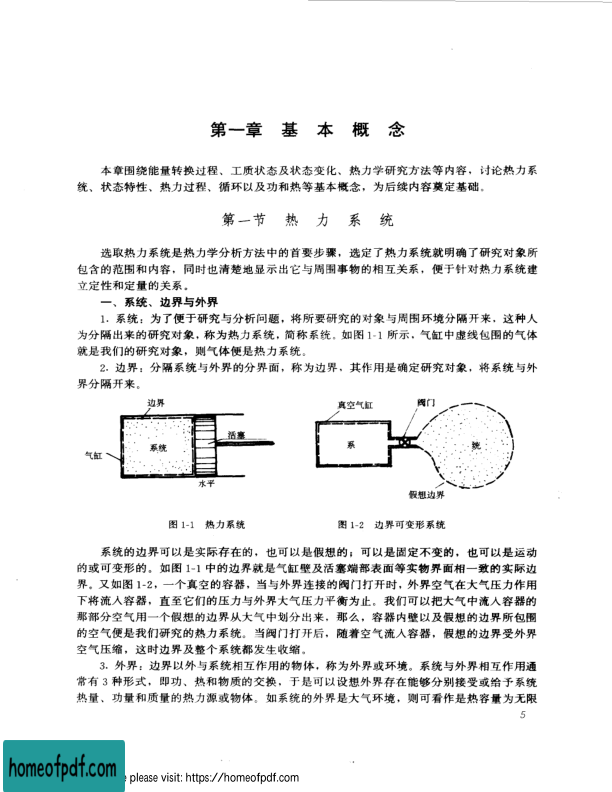 第一章 基 本 概 念
本章围绕能量转换过程、工质状态及状态变化、热力学研究方法等内容，讨论热力系
统、状态特性、热力过程、循环以及功和热等基本概念，为后续内容奠定基础。
第一节 热 力 系 统
选取热力系统是热力学分析方法中的首要步骤，选定了热力系统就明确了研究对象所
包含的范围和内容，同时也清楚地显示出它与周围事物的相互关系，便于针对热力系统建
立定性和定量的关系。
一、系统、边界与外界
1. 系统：为了便于研究与分析问题，将所要研究的对象与周围环境分隔开来，这种人
为分隔出来的研究对象，称为热力系统，简称系统。如图 1-1 所示，气缸中虚线包围的气体
就是我们的研究对象，则气体便是热力系统。
2. 边界：分隔系统与外界的分界面，称为边界，其作用是确定研究对象，将系统与外
界分隔开来。
边界
活塞
系统
气缸
水平
真空气缸
阀门
系
统
假想边界
图 1-1 热力系统
图 1-2 边界可变形系统
系统的边界可以是实际存在的，也可以是假想的；可以是固定不变的，也可以是运动
的或可变形的。如图 1-1 中的边界就是气缸壁及活塞端部表面等实物界面相一致的实际边
界。又如图 1-2，一个真空的容器，当与外界连接的阀门打开时，外界空气在大气压力作用
下将流入容器，直至它们的压力与外界大气压力平衡为止。我们可以把大气中流入容器的
那部分空气用一个假想的边界从大气中划分出来，那么，容器内壁以及假想的边界所包围
的空气便是我们研究的热力系统。当阀门打开后，随着空气流入容器，假想的边界受外界
空气压缩，这时边界及整个系统都发生收缩。
3. 外界：边界以外与系统相互作用的物体，称为外界或环境。系统与外界相互作用通
常有 3 种形式，即功、热和物质的交换，于是可以设想外界存在能够分别接受或给予系统
热量、功量和质量的热力源或物体。如系统的外界是大气环境，则可看作是热容量为无限
5
homeofpdf.com
please visit: https://homeofpdf.com